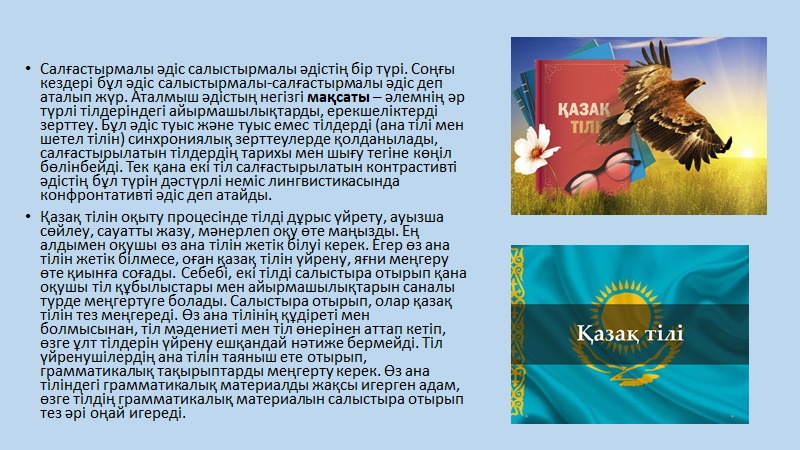 • Салғастырмалы әдіс салыстырмалы әдістің бір түрі. Соңғы
кездері бұл әдіс салыстырмалы-салғастырмалы әдіс деп
аталып жүр. Аталмыш әдістың негізгі мақсаты – әлемнің әр
түрлі тілдеріндегі айырмашылықтарды, ерекшеліктерді
зерттеу. Бұл әдіс туыс және туыс емес тілдерді (ана тілі мен
шетел тілін) синхрониялық зерттеулерде қолданылады,
салғастырылатын тілдердің тарихы мен шығу тегіне көңіл
бөлінбейді. Тек қана екі тіл салғастырылатын контрастивті
әдістің бұл түрін дәстүрлі неміс лингвистикасында
конфронтативті әдіс деп атайды.
• Қазақ тілін оқыту процесінде тілді дұрыс үйрету, ауызша
сөйлеу, сауатты жазу, мәнерлеп оқу өте маңызды. Ең
алдымен оқушы өз ана тілін жетік білуі керек. Егер өз ана
тілін жетік білмесе, оған қазақ тілін үйрену, яғни меңгеру
өте қиынға соғады. Себебі, екі тілді салыстыра отырып қана
оқушы тіл құбылыстары мен айырмашылықтарын саналы
түрде меңгертуге болады. Салыстыра отырып, олар қазақ
тілін тез меңгереді. Өз ана тілінің құдіреті мен
болмысынан, тіл мәдениеті мен тіл өнерінен аттап кетіп,
өзге ұлт тілдерін үйрену ешқандай нәтиже бермейді. Тіл
үйренушілердің ана тілін таяныш ете отырып,
грамматикалық тақырыптарды меңгерту керек. Өз ана
тіліндегі грамматикалық материалды жақсы игерген адам,
өзге тілдің грамматикалық материалын салыстыра отырып
тез әрі оңай игереді.
ҚАЗАҚ
ТІЛІ
Қазақ тілі